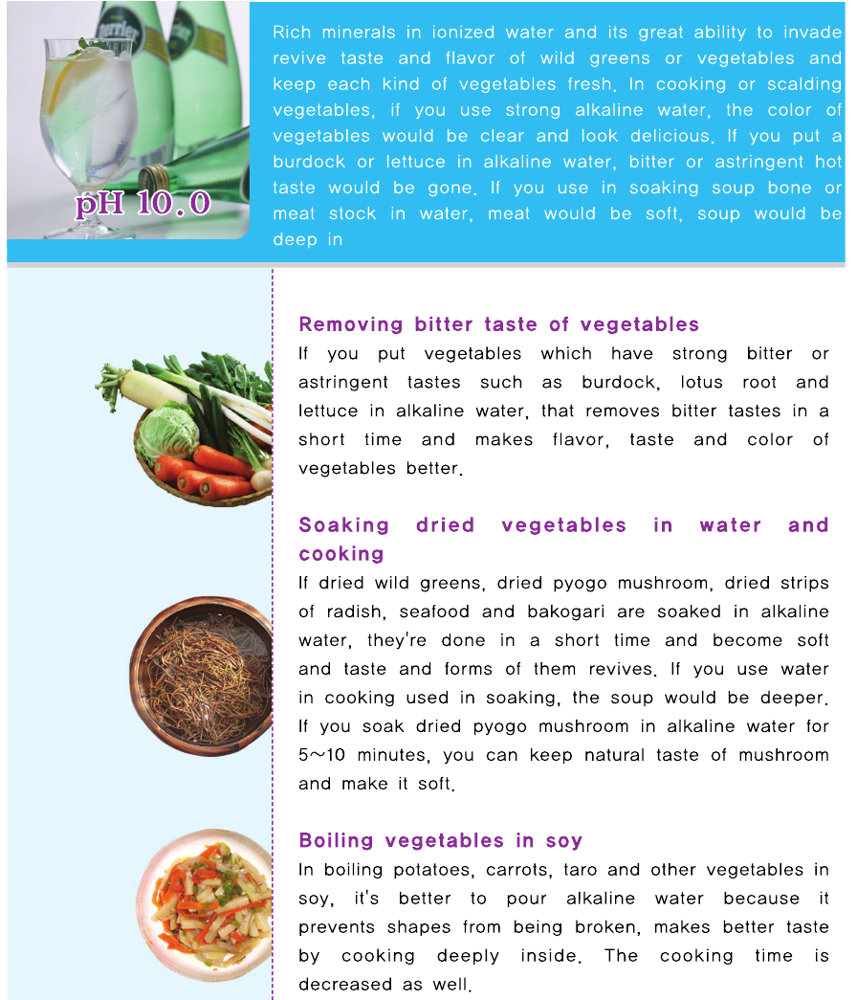 Rich minerals in ionized water and its great ability to invade
revive taste and flavor of wild greens or vegetables and
keep each kind of vegetables fresh. In cooking or scalding
vegetables, if you use strong alkaline water, the color of
vegetables would be clear and look delicious. If you put a
burdock or lettuce in alkaline water, bitter or astringent hot
taste would be gone. If you use in soaking soup bone or
meat stock in water, meat would be soft, soup would be
deep in
pH 10.0
Removing bitter taste of vegetables
If you put vegetables which have strong bitter or
astringent tastes such as burdock, lotus root and
lettuce in alkaline water, that removes bitter tastes in a
short time and makes flavor, taste and color of
vegetables better.
Soaking dried vegetables in water and
cooking
If dried wild greens, dried pyogo mushroom, dried strips
of radish, seafood and bakogari are soaked in alkaline
water, they're done in a short time and become soft
and taste and forms of them revives. If you use water
in cooking used in soaking, the soup would be deeper.
If you soak dried pyogo mushroom in alkaline water for
5~10 minutes, you can keep natural taste of mushroom
and make it soft.
Boiling vegetables in soy
In boiling potatoes, carrots, taro and other vegetables in
soy, it's better to pour alkaline water because it
prevents shapes from being broken, makes better taste
by cooking deeply inside. The cooking time is
decreased as well.